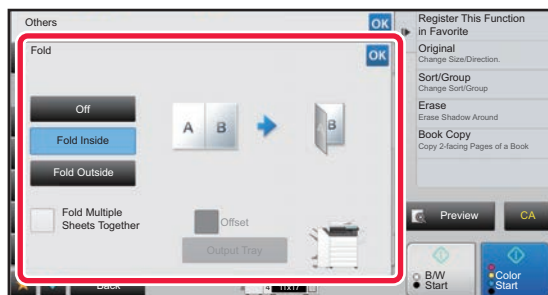 Others
OK
Fold
OK
Off
Fold Inside
Fold Outside
Fold Multiple
Sheets Together
A B
B
Offset
Output Tray
Back
4 11x17
Register This Function
in Favorite
Original
Change Size/Direction.
Sort/Group
Change Sort/Group
Erase
Erase Shadow Around
Book Copy
Copy 2-facing Pages of a Book
Preview
CA
B/W
Start
Color
Start